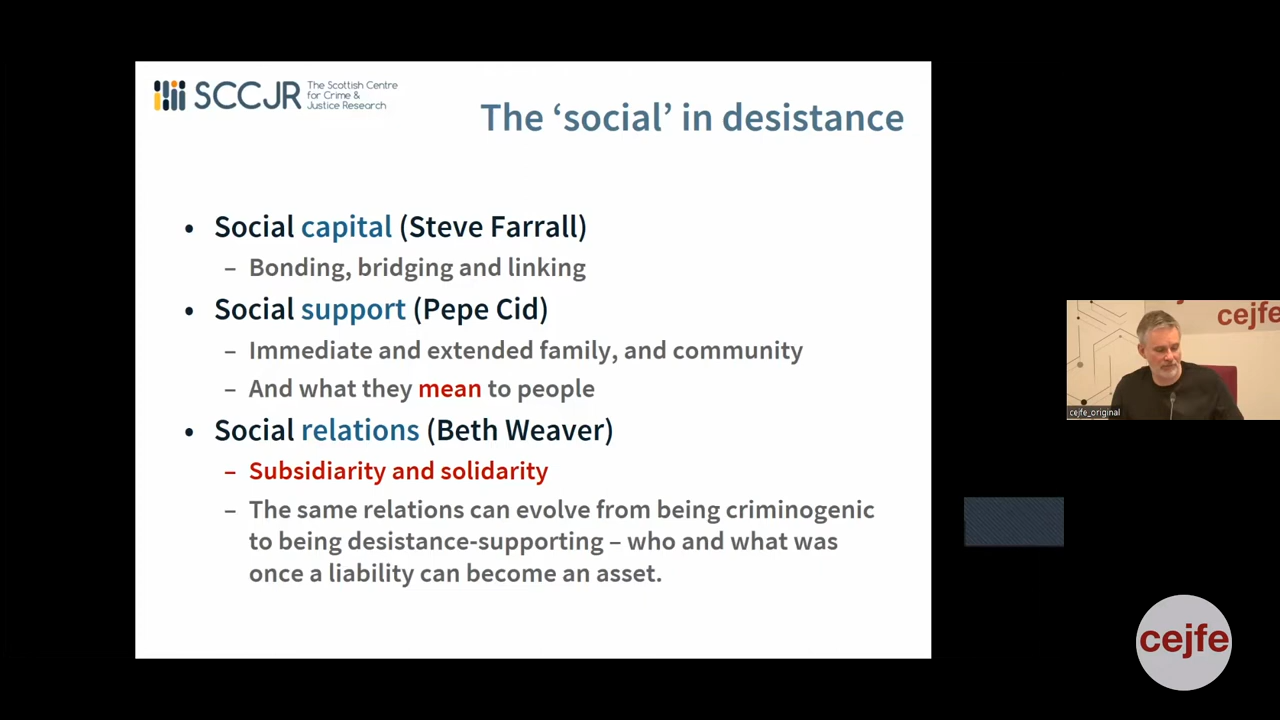 SCCJR
The Scottish Centre
for Crime &
Justice Research
The ‘social’ in desistance
• Social capital (Steve Farrall)
– Bonding, bridging and linking
• Social support (Pepe Cid)
– Immediate and extended family, and community
– And what they mean to people
• Social relations (Beth Weaver)
– Subsidiarity and solidarity
– The same relations can evolve from being criminogenic
to being desistance-supporting – who and what was
once a liability can become an asset.
cejfe
cejfe_original
cejfe